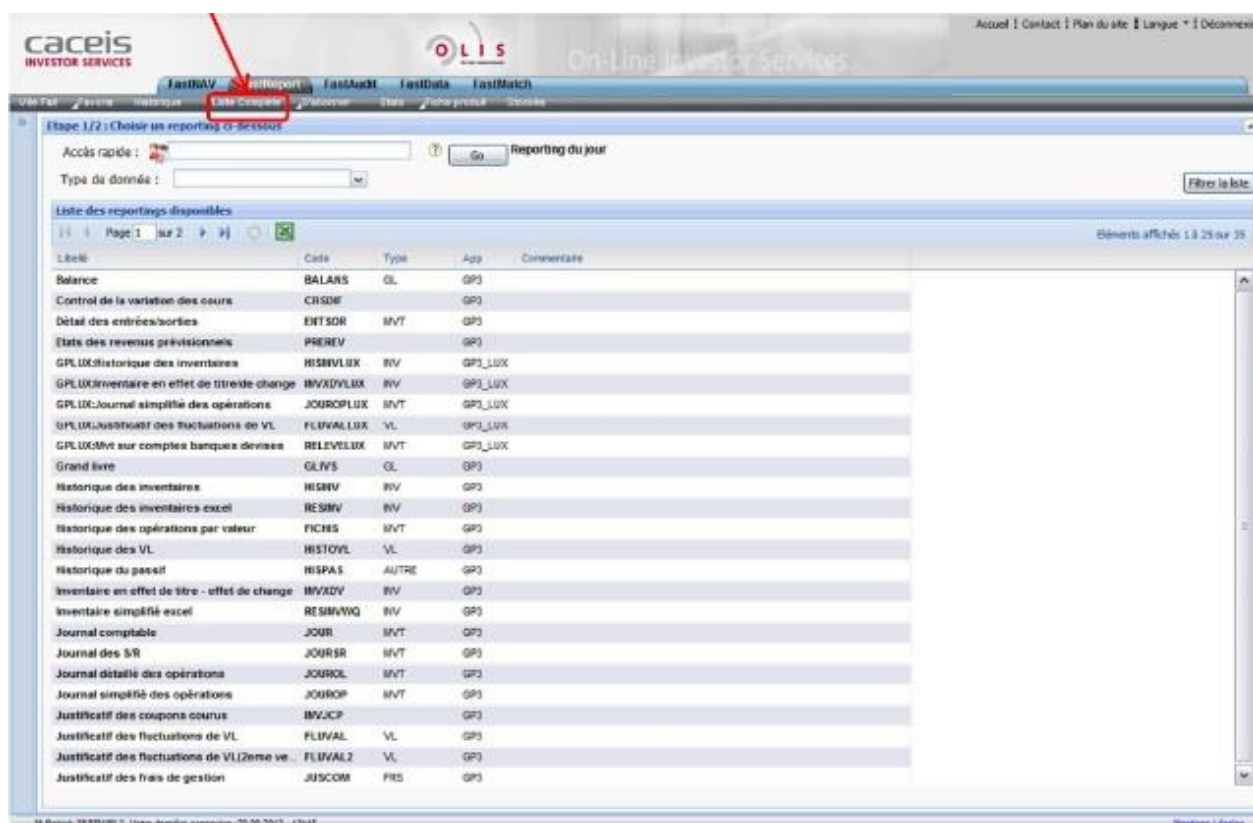 Accueil | Contact | Plan du site | Langue | Déconnexi
caceis
INVESTOR SERVICES
OLIS
On-Line Investor Services
FastNAV FastReport FastAudit FastData FastMatch
Favoris Historique Liste Complète S'abonner Etats Fiche produit
Etape 1/2 : Choisir un reporting ci-dessous
Accès rapide : Go Reporting du jour
Type de donnée : Filtrer la liste
Liste des reportings disponibles
Page 1 sur 2 Eléments affichés 1 à 25 sur 35
Libellé Code Type App Commentaire
Balance BALANS GL GP3
Control de la variation des cours CRSDIF GP3
Détail des entrées/sorties ENTSOR MVT GP3
Etats des revenus prévisionnels PREREV GP3
GPLUX:Historique des inventaires HISINVLUX INV GP3_LUX
GPLUX:Inventaire en effet de titre/de change INVXDVLUX INV GP3_LUX
GPLUX:Journal simplifié des opérations JOUROPLUX MVT GP3_LUX
GPLUX:Justificatif des fluctuations de VL FLUVALLUX VL GP3_LUX
GPLUX:Mvt sur comptes banques devises RELEVELUX MVT GP3_LUX
Grand livre GLIVS GL GP3
Historique des inventaires HISINV INV GP3
Historique des inventaires excel RESINV INV GP3
Historique des opérations par valeur FICHIS MVT GP3
Historique des VL HISTOVL VL GP3
Historique du passif HISPAS AUTRE GP3
Inventaire en effet de titre - effet de change INVXDV INV GP3
Inventaire simplifié excel RESINVWG INV GP3
Journal comptable JOUR MVT GP3
Journal des S/R JOURSR MVT GP3
Journal détaillé des opérations JOUROL MVT GP3
Journal simplifié des opérations JOUROP MVT GP3
Justificatif des coupons courus INVJCP GP3
Justificatif des fluctuations de VL FLUVAL VL GP3
Justificatif des fluctuations de VL(2eme ve... FLUVAL2 VL GP3
Justificatif des frais de gestion JUSCOM FRS GP3